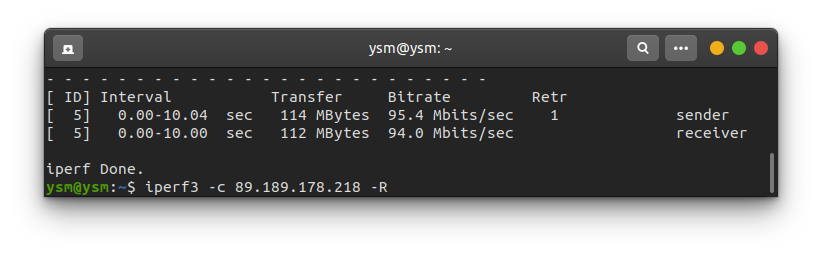 ysm@ysm: ~
- - - - - - - - - - - - - - - - - - - - - - - - -
[ ID] Interval           Transfer     Bitrate         Retr
[  5]   0.00-10.04  sec   114 MBytes  95.4 Mbits/sec    1             sender
[  5]   0.00-10.00  sec   112 MBytes  94.0 Mbits/sec                  receiver

iperf Done.
ysm@ysm:~$ iperf3 -c 89.189.178.218 -R